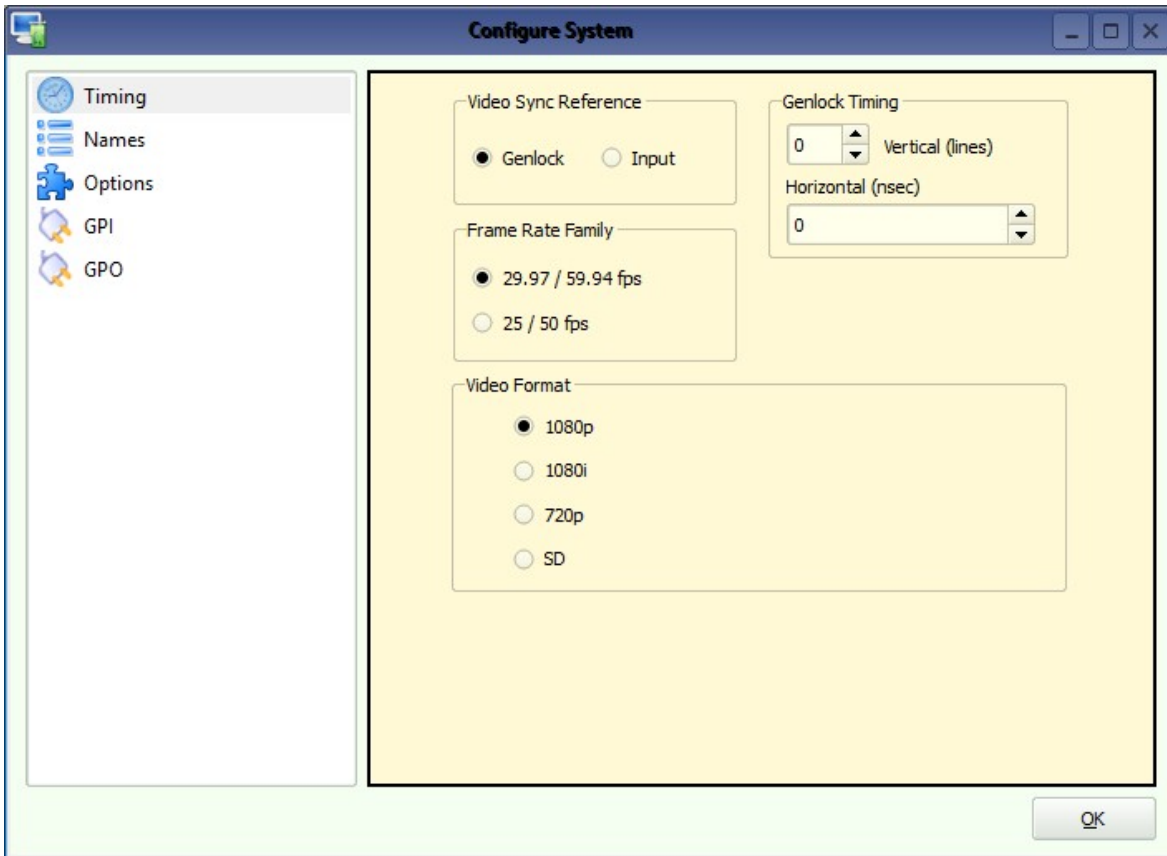 Configure System
Timing
Names
Options
GPI
GPO
Video Sync Reference
Genlock
Input
Genlock Timing
0
Vertical (lines)
Horizontal (nsec)
0
Frame Rate Family
29.97 / 59.94 fps
25 / 50 fps
Video Format
1080p
1080i
720p
SD
OK